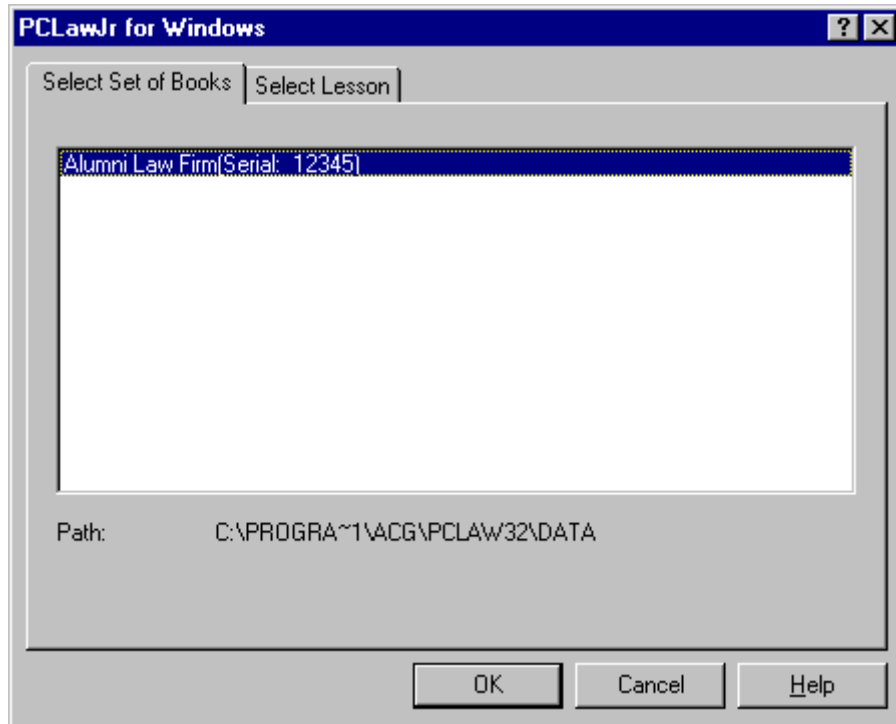 PCLawJr for Windows
Select Set of Books Select Lesson
Alumni Law Firm(Serial: 12345)
Path: C:\PROGRA~1\ACG\PCLAW32\DATA
OK Cancel Help